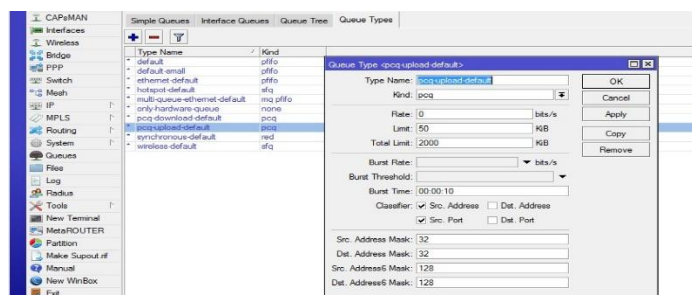 CAPsMAN
Interfaces
Wireless
Bridge
PPP
Switch
Mesh
IP
MPLS
Routing
System
Queues
Files
Log
Radius
Tools
New Terminal
MetaROUTER
Partition
Make Supout.rif
Manual
New WinBox
Exit
Simple Queues Interface Queues Queue Tree Queue Types
Type Name Kind
* default pfifo
* default-small pfifo
* ethernet-default pfifo
* hotspot-default sfq
* multi-queue-ethernet-default mq pfifo
* only-hardware-queue none
* pcq-download-default pcq
* pcq-upload-default pcq
* synchronous-default red
* wireless-default sfq
Queue Type <pcq-upload-default>
Type Name: pcq-upload-default
Kind: pcq
Rate: 0 bits/s
Limit: 50 KiB
Total Limit: 2000 KiB
Burst Rate: bits/s
Burst Threshold:
Burst Time: 00:00:10
Classifier: Src. Address Dst. Address
Src. Port Dst. Port
Src. Address Mask: 32
Dst. Address Mask: 32
Src. Address6 Mask: 128
Dst. Address6 Mask: 128
OK
Cancel
Apply
Copy
Remove